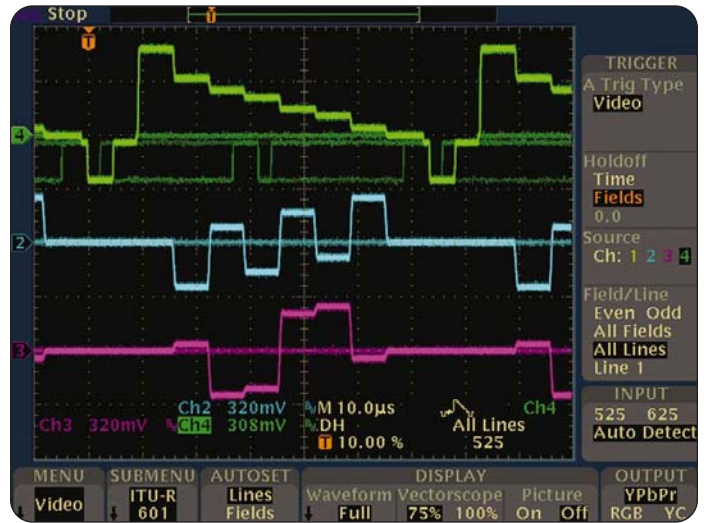 Stop
T
T
4
2
3
TRIGGER
A Trig Type
Video
Holdoff
Time
Fields
0.0
Source
Ch: 1 2 3 4
Field/Line
Even Odd
All Fields
All Lines
Line 1
INPUT
525 625
Auto Detect
Ch2 320mV M 10.0µs Ch4
Ch3 320mV Ch4 308mV DH All Lines
T 10.00 % 525
MENU SUBMENU AUTOSET DISPLAY OUTPUT
Video ITU-R 601 Lines Fields Waveform Full Vectorscope 75% 100% Picture On Off YPbPr RGB YC